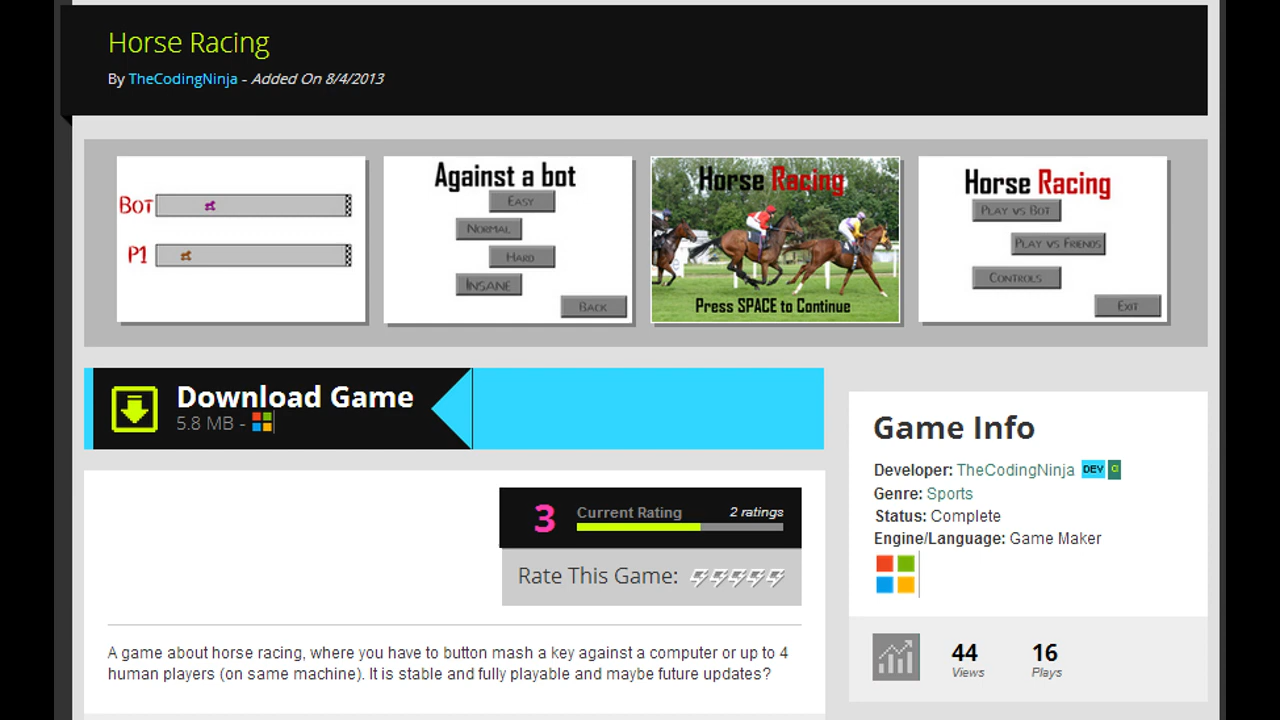 Horse Racing
By TheCodingNinja - Added On 8/4/2013
Bot
P1
Against a bot
Easy
Normal
Hard
Insane
Back
Horse Racing
Press SPACE to Continue
Horse Racing
Play vs Bot
Play vs Friends
Controls
Exit
Download Game
5.8 MB -
3 Current Rating 2 ratings
Rate This Game:
A game about horse racing, where you have to button mash a key against a computer or up to 4
human players (on same machine). It is stable and fully playable and maybe future updates?
Game Info
Developer: TheCodingNinja DEV
Genre: Sports
Status: Complete
Engine/Language: Game Maker
44 16
Views Plays